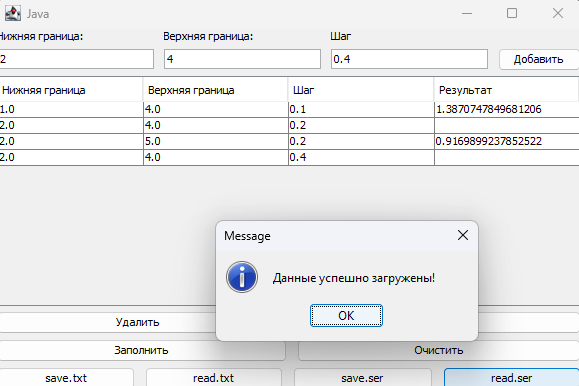 Java
Нижняя граница: Верхняя граница: Шаг
2 4 0.4 Добавить
Нижняя граница Верхняя граница Шаг Результат
1.0 4.0 0.1 1.3870747849681206
2.0 4.0 0.2
2.0 5.0 0.2 0.9169899237852522
2.0 4.0 0.4
Message
Данные успешно загружены!
OK
Удалить
Заполнить Очистить
save.txt read.txt save.ser read.ser